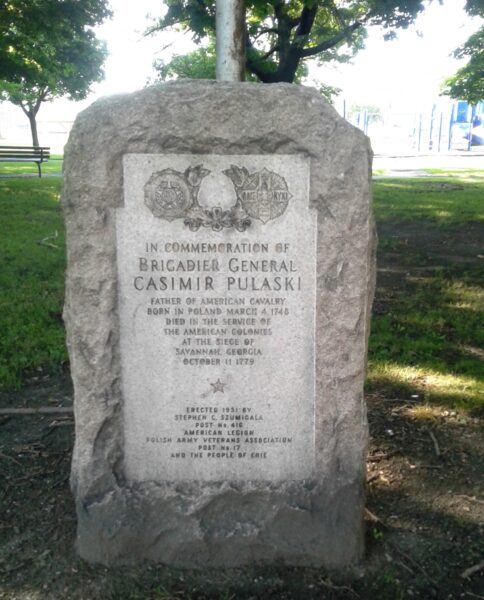 IN COMMEMORATION OF
BRIGADIER GENERAL
CASIMIR PULASKI
FATHER OF AMERICAN CAVALRY
BORN IN POLAND MARCH 4, 1748
DIED IN THE SERVICE OF
THE AMERICAN COLONIES
AT THE SIEGE OF
SAVANNAH, GEORGIA
OCTOBER 11 1779
ERECTED 1931 BY
STEPHEN C. SZUMIGALA
POST No. 416
AMERICAN LEGION
POLISH ARMY VETERANS ASSOCIATION
POST No. 17
AND THE PEOPLE OF ERIE